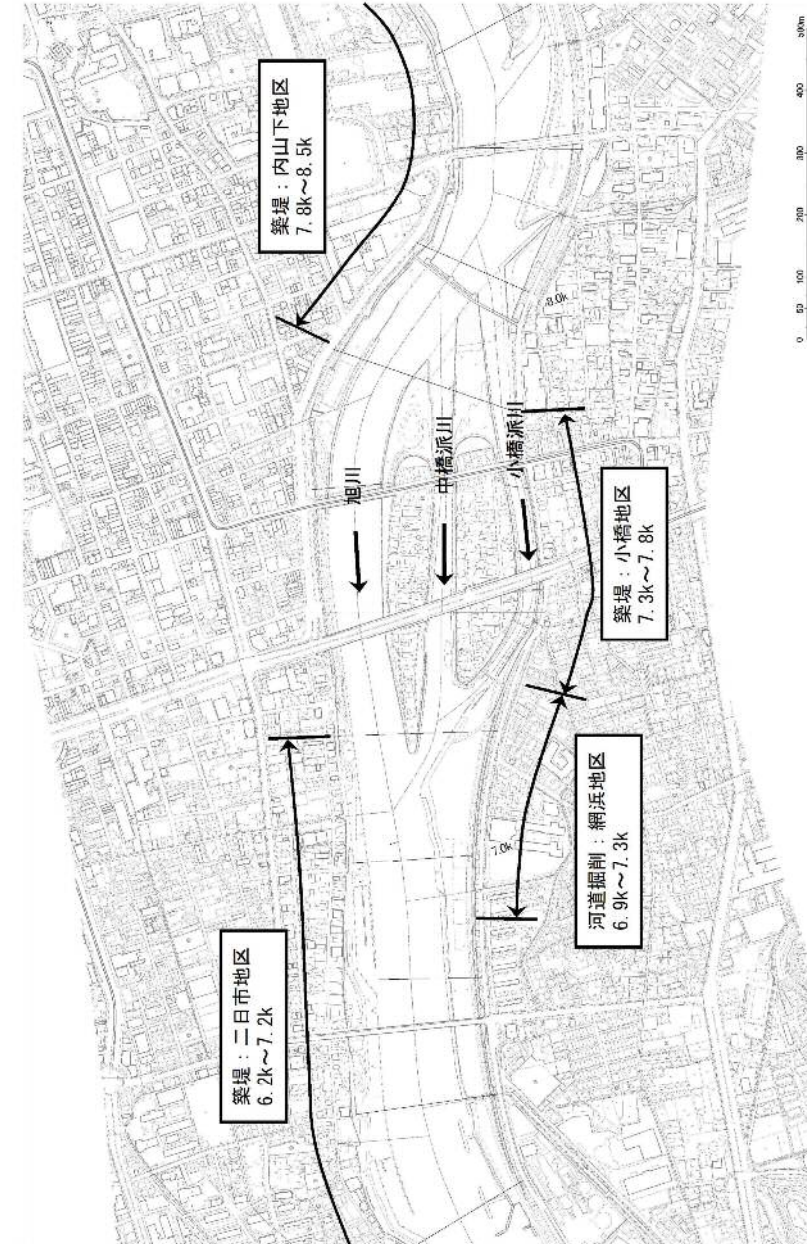 築堤：二日市地区
6.2k～7.2k
築堤：内山下地区
7.8k～8.5k
旭川
中橋派川
小橋派川
8.0k
7.0k
河道掘削：網浜地区
6.9k～7.3k
築堤：小橋地区
7.3k～7.8k
0 50 100 200 300 400 500m